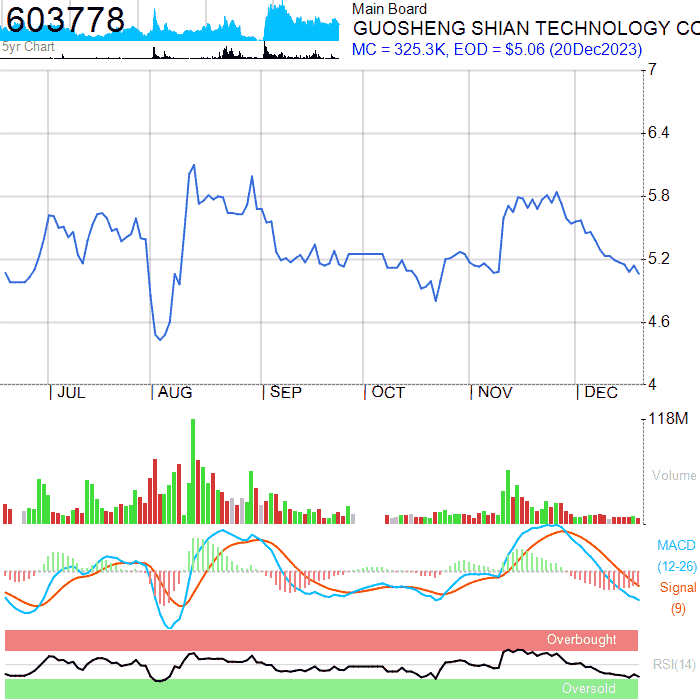 603778
5yr Chart
Main Board
GUOSHENG SHIAN TECHNOLOGY CO
MC = 325.3K, EOD = $5.06 (20Dec2023)
7
6.4
5.8
5.2
4.6
4
JUL AUG SEP OCT NOV DEC
118M
Volume
MACD
(12-26)
Signal
(9)
Overbought
RSI(14)
Oversold